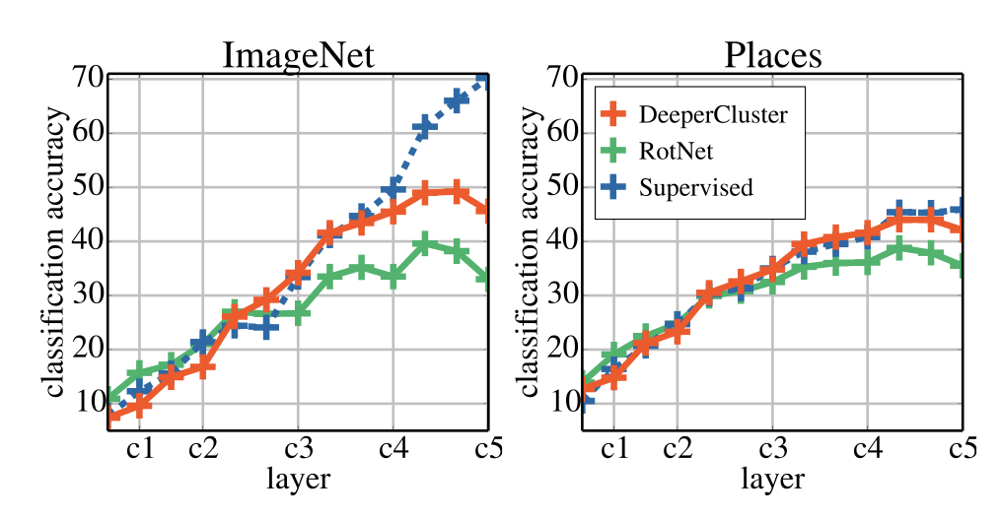 ImageNet
classification accuracy
70
60
50
40
30
20
10
c1 c2 c3 c4 c5
layer
Places
classification accuracy
70
60
50
40
30
20
10
DeeperCluster
RotNet
Supervised
c1 c2 c3 c4 c5
layer